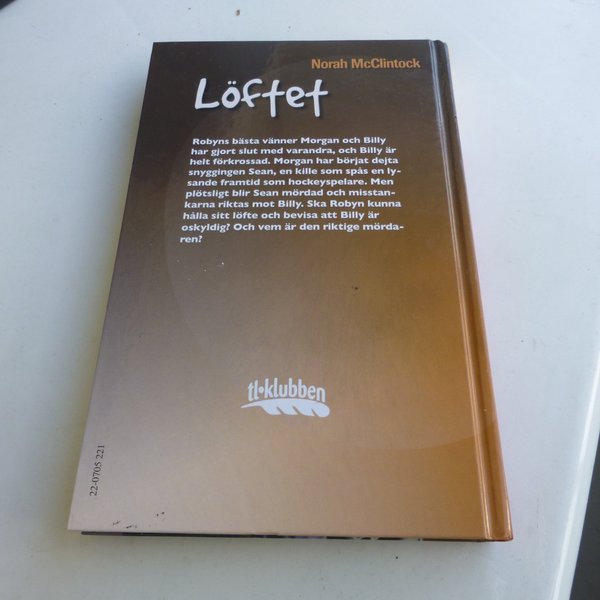 Norah McClintock
Löftet
Robyns bästa vänner Morgan och Billy
har gjort slut med varandra, och Billy är
helt förkrossad. Morgan har börjat dejta
snyggingen Sean, en kille som spås en ly-
sande framtid som hockeyspelare. Men
plötsligt blir Sean mördad och misstan-
karna riktas mot Billy. Ska Robyn kunna
hålla sitt löfte och bevisa att Billy är
oskyldig? Och vem är den riktige mörda-
ren?
tl•klubben
22-0705 221